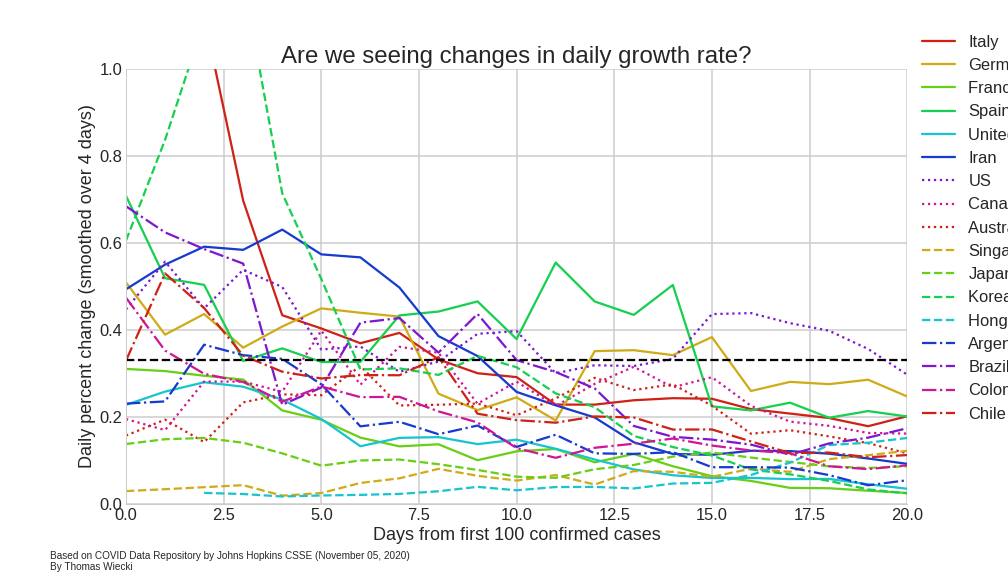 Are we seeing changes in daily growth rate?
Daily percent change (smoothed over 4 days)
1.0
0.8
0.6
0.4
0.2
0.0
0.0 2.5 5.0 7.5 10.0 12.5 15.0 17.5 20.0
Days from first 100 confirmed cases
Italy
Germ
Franc
Spain
United
Iran
US
Cana
Austra
Singa
Japan
Korea
Hong
Argen
Brazil
Colon
Chile
Based on COVID Data Repository by Johns Hopkins CSSE (November 05, 2020)
By Thomas Wiecki